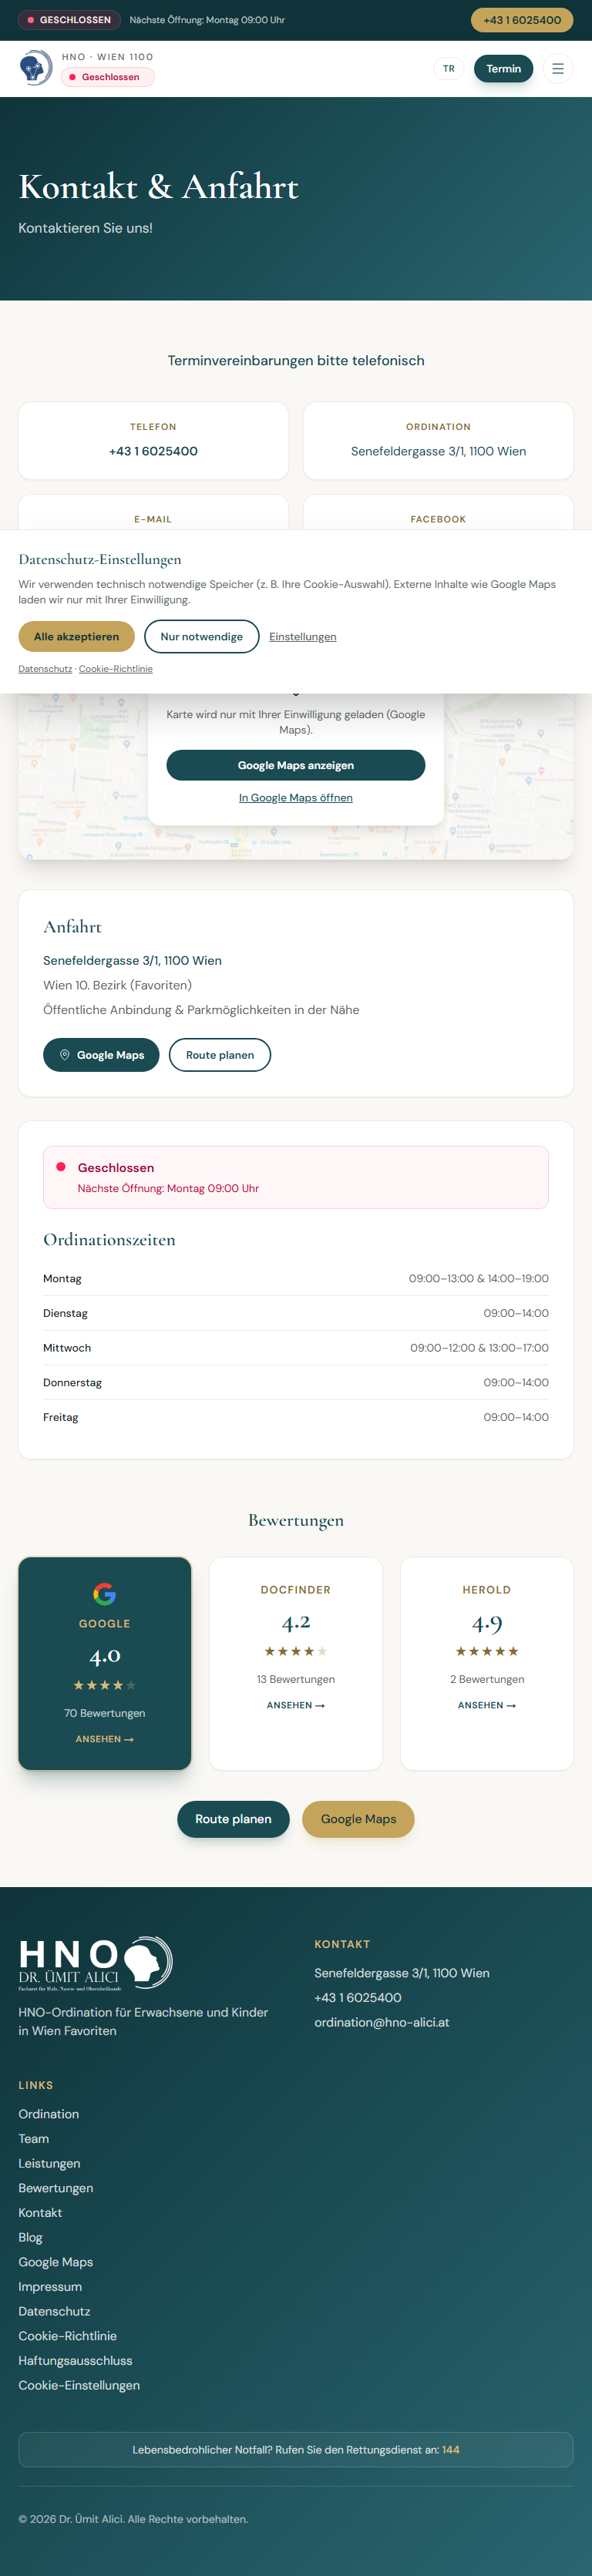 GESCHLOSSEN Nächste Öffnung: Montag 09:00 Uhr +43 1 6025400
HNO · WIEN 1100
Geschlossen
TR Termin
Kontakt & Anfahrt
Kontaktieren Sie uns!
Terminvereinbarungen bitte telefonisch
TELEFON
+43 1 6025400
ORDINATION
Senefeldergasse 3/1, 1100 Wien
E-MAIL
FACEBOOK
Datenschutz-Einstellungen
Wir verwenden technisch notwendige Speicher (z. B. Ihre Cookie-Auswahl). Externe Inhalte wie Google Maps
laden wir nur mit Ihrer Einwilligung.
Alle akzeptieren Nur notwendige Einstellungen
Datenschutz · Cookie-Richtlinie
Karte wird nur mit Ihrer Einwilligung geladen (Google
Maps).
Google Maps anzeigen
In Google Maps öffnen
Anfahrt
Senefeldergasse 3/1, 1100 Wien
Wien 10. Bezirk (Favoriten)
Öffentliche Anbindung & Parkmöglichkeiten in der Nähe
Google Maps Route planen
Geschlossen
Nächste Öffnung: Montag 09:00 Uhr
Ordinationszeiten
Montag 09:00–13:00 & 14:00–19:00
Dienstag 09:00–14:00
Mittwoch 09:00–12:00 & 13:00–17:00
Donnerstag 09:00–14:00
Freitag 09:00–14:00
Bewertungen
GOOGLE
4.0
★★★★★
70 Bewertungen
ANSEHEN →
DOCFINDER
4.2
★★★★★
13 Bewertungen
ANSEHEN →
HEROLD
4.9
★★★★★
2 Bewertungen
ANSEHEN →
Route planen Google Maps
HNO
DR. ÜMIT ALICI
Facharzt für Hals-, Nasen- und Ohrenheilkunde
HNO-Ordination für Erwachsene und Kinder
in Wien Favoriten
KONTAKT
Senefeldergasse 3/1, 1100 Wien
+43 1 6025400
ordination@hno-alici.at
LINKS
Ordination
Team
Leistungen
Bewertungen
Kontakt
Blog
Google Maps
Impressum
Datenschutz
Cookie-Richtlinie
Haftungsausschluss
Cookie-Einstellungen
Lebensbedrohlicher Notfall? Rufen Sie den Rettungsdienst an: 144
© 2026 Dr. Ümit Alici. Alle Rechte vorbehalten.